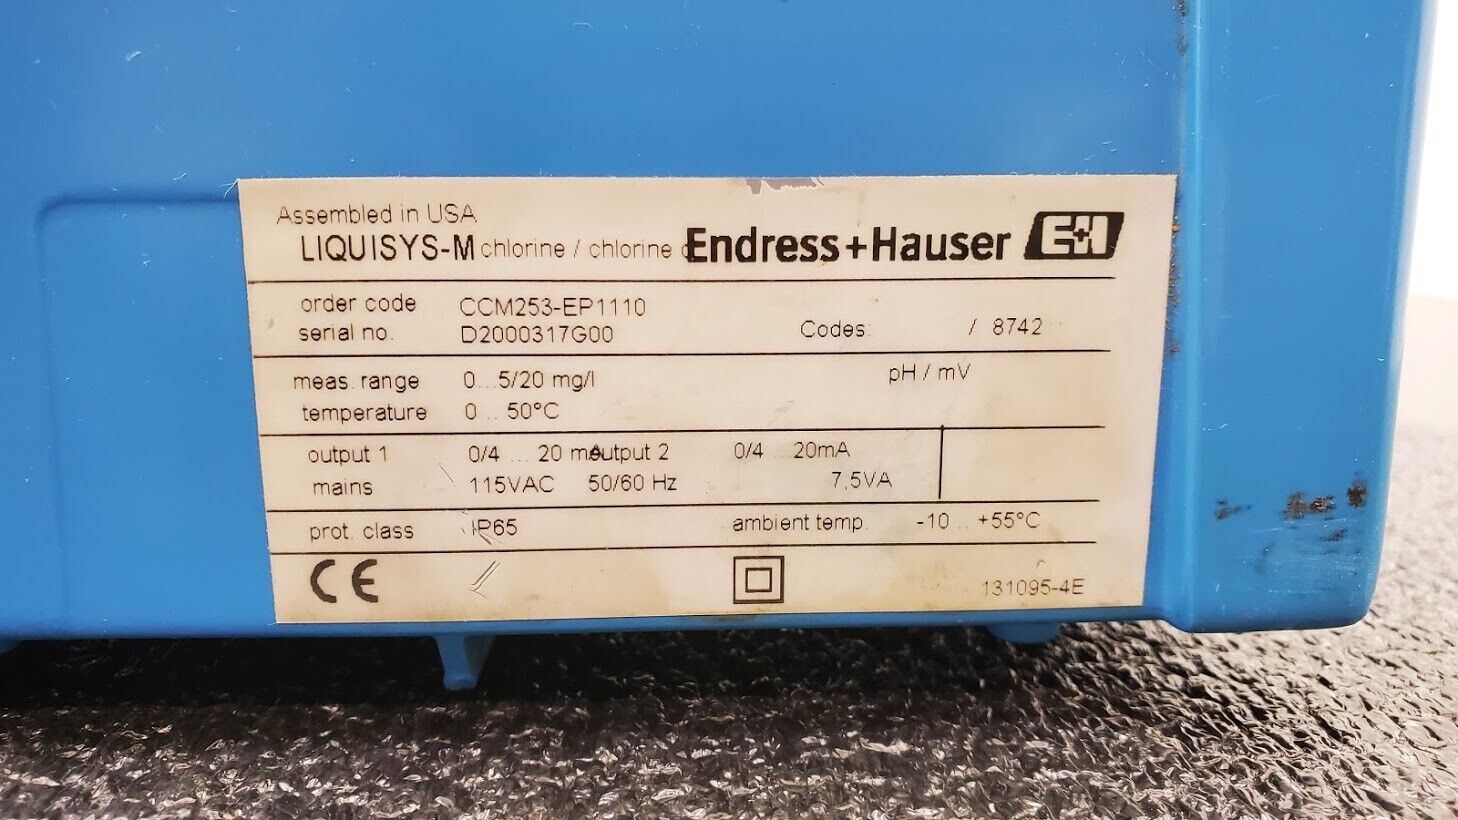 Assembled in USA
LIQUISYS-M chlorine / chlorine Endress+Hauser E+H
order code CCM253-EP1110
serial no. D2000317G00 Codes: / 8742
meas. range 0...5/20 mg/l pH / mV
temperature 0 .. 50°C
output 1 0/4 ... 20 mA output 2 0/4 ... 20mA
mains 115VAC 50/60 Hz 7,5VA
prot. class IP65 ambient temp. -10 .. +55°C
CE 131095-4E